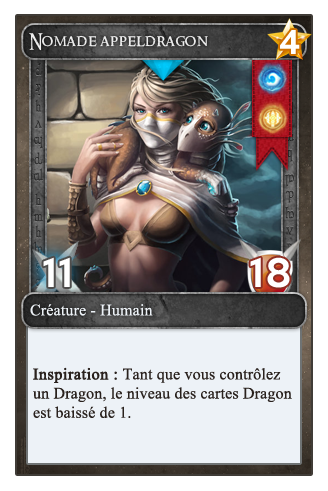 Nomade appeldragon
4
11
18
Créature - Humain
Inspiration : Tant que vous contrôlez
un Dragon, le niveau des cartes Dragon
est baissé de 1.